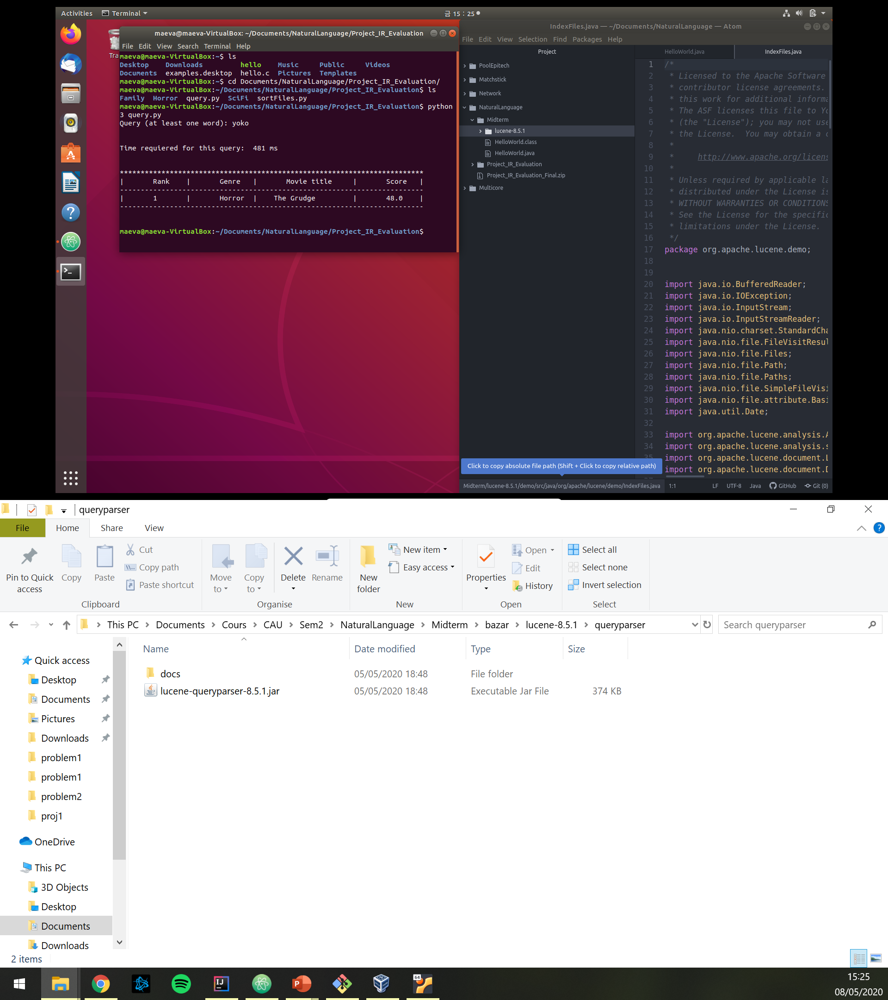 Activities
Terminal
금 15 : 25
maeva@maeva-VirtualBox: ~/Documents/NaturalLanguage/Project_IR_Evaluation
File Edit View Search Terminal Help
maeva@maeva-VirtualBox:~$ ls
Desktop Downloads hello Music Public Videos
Documents examples.desktop hello.c Pictures Templates
maeva@maeva-VirtualBox:~$ cd Documents/NaturalLanguage/Project_IR_Evaluation/
maeva@maeva-VirtualBox:~/Documents/NaturalLanguage/Project_IR_Evaluation$ ls
Family Horror query.py SciFi sortFiles.py
maeva@maeva-VirtualBox:~/Documents/NaturalLanguage/Project_IR_Evaluation$ python
3 query.py
Query (at least one word): yoko
Time requiered for this query: 481 ms
*************************************************************************
| Rank | Genre | Movie title | Score |
-------------------------------------------------------------------------
| 1 | Horror | The Grudge | 48.0 |
-------------------------------------------------------------------------
maeva@maeva-VirtualBox:~/Documents/NaturalLanguage/Project_IR_Evaluation$
Tra
IndexFiles.java — ~/Documents/NaturalLanguage — Atom
File Edit View Selection Find Packages Help
Project
PoolEpitech
Matchstick
Network
NaturalLanguage
Midterm
lucene-8.5.1
HelloWorld.class
HelloWorld.java
Project_IR_Evaluation
Project_IR_Evaluation_Final.zip
Multicore
HelloWorld.java
IndexFiles.java
1 /*
2 * Licensed to the Apache Software
3 * contributor license agreements.
4 * this work for additional informa
5 * The ASF licenses this file to Yo
6 * (the "License"); you may not use
7 * the License. You may obtain a c
8 *
9 * http://www.apache.org/licens
10 *
11 * Unless required by applicable la
12 * distributed under the License is
13 * WITHOUT WARRANTIES OR CONDITIONS
14 * See the License for the specific
15 * limitations under the License.
16 */
17 package org.apache.lucene.demo;
18
19
20 import java.io.BufferedReader;
21 import java.io.IOException;
22 import java.io.InputStream;
23 import java.io.InputStreamReader;
24 import java.nio.charset.StandardCha
25 import java.nio.file.FileVisitResul
26 import java.nio.file.Files;
27 import java.nio.file.Path;
28 import java.nio.file.Paths;
29 import java.nio.file.SimpleFileVisi
30 import java.nio.file.attribute.Basi
31 import java.util.Date;
32
33 import org.apache.lucene.analysis.A
34 import org.apache.lucene.analysis.s
35 import org.apache.lucene.document.L
import org.apache.lucene.document.D
Click to copy absolute file path (Shift + Click to copy relative path)
Midterm/lucene-8.5.1/demo/src/java/org/apache/lucene/demo/IndexFiles.java 1:1 LF UTF-8 Java GitHub Git (0)
queryparser
File Home Share View
Pin to Quick access
Copy
Paste
Cut
Copy path
Paste shortcut
Clipboard
Move to
Copy to
Delete
Rename
Organise
New folder
New item
Easy access
New
Properties
Open
Edit
History
Open
Select all
Select none
Invert selection
Select
This PC > Documents > Cours > CAU > Sem2 > NaturalLanguage > Midterm > bazar > lucene-8.5.1 > queryparser
Search queryparser
Quick access
Desktop
Documents
Pictures
Downloads
problem1
problem1
problem2
proj1
OneDrive
This PC
3D Objects
Desktop
Documents
Downloads
Name Date modified Type Size
docs 05/05/2020 18:48 File folder
lucene-queryparser-8.5.1.jar 05/05/2020 18:48 Executable Jar File 374 KB
2 items
IJ
P
64
15:25
08/05/2020